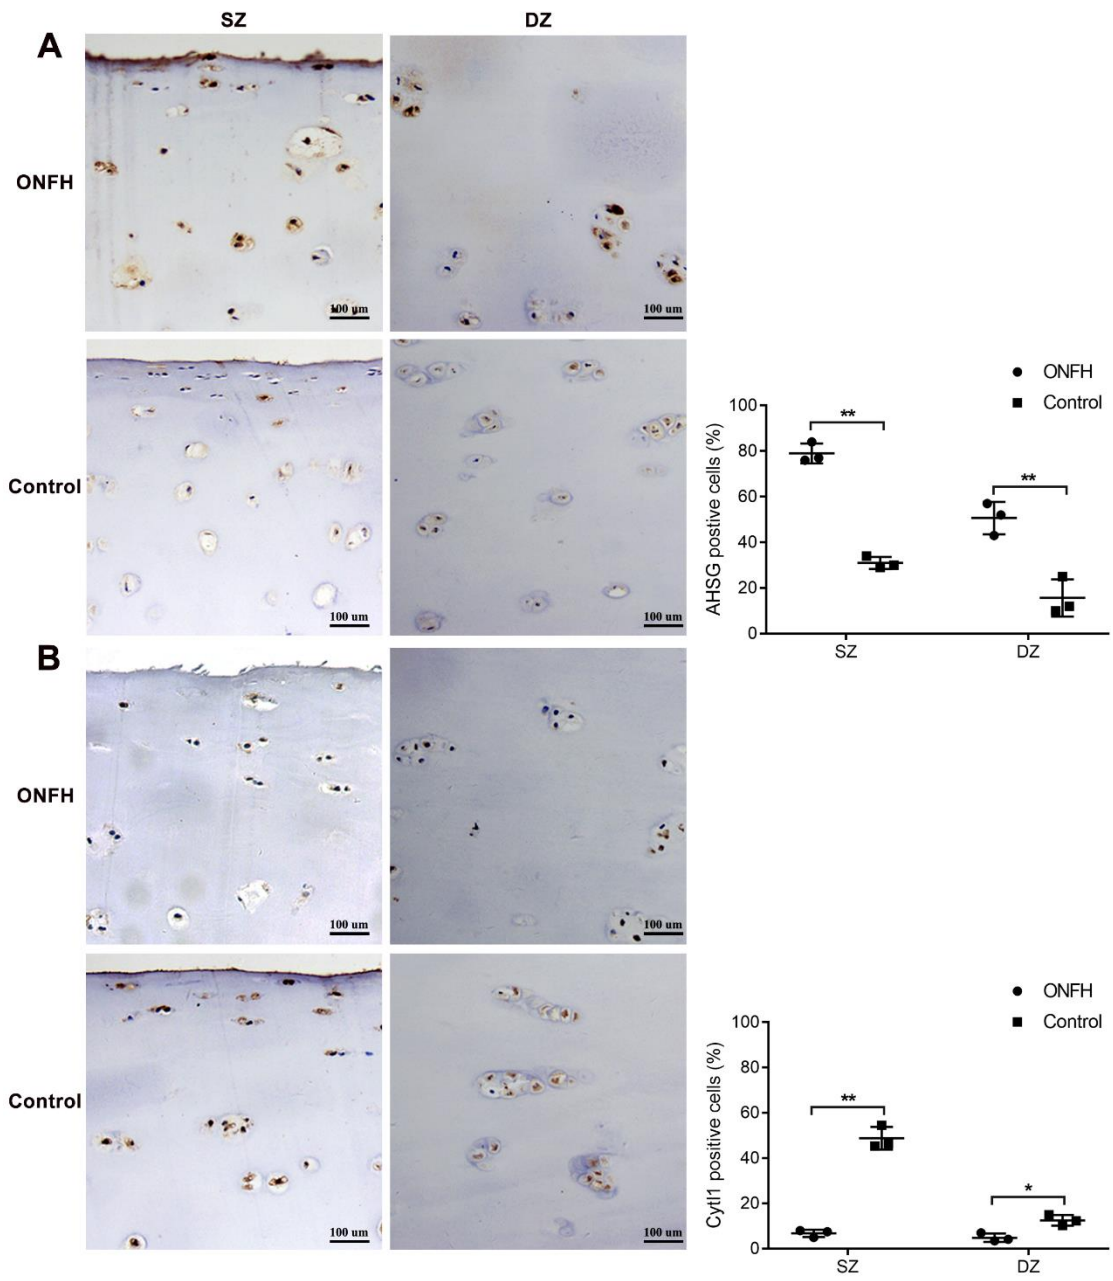 SZ
DZ
A
ONFH
100 um
100 um
Control
100 um
100 um
ONFH
Control
AHSG postive cells (%)
100
80
60
40
20
0
**
**
SZ
DZ
B
ONFH
100 um
100 um
Control
100 um
100 um
ONFH
Control
Cytl1 positive cells (%)
100
80
60
40
20
0
**
*
SZ
DZ